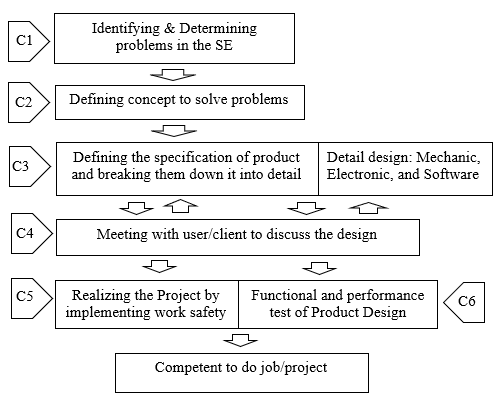 C1
Identifying & Determining
problems in the SE
C2
Defining concept to solve problems
C3
Defining the specification of product
and breaking them down it into detail
Detail design: Mechanic,
Electronic, and Software
C4
Meeting with user/client to discuss the design
C5
Realizing the Project by
implementing work safety
Functional and performance
test of Product Design
C6
Competent to do job/project